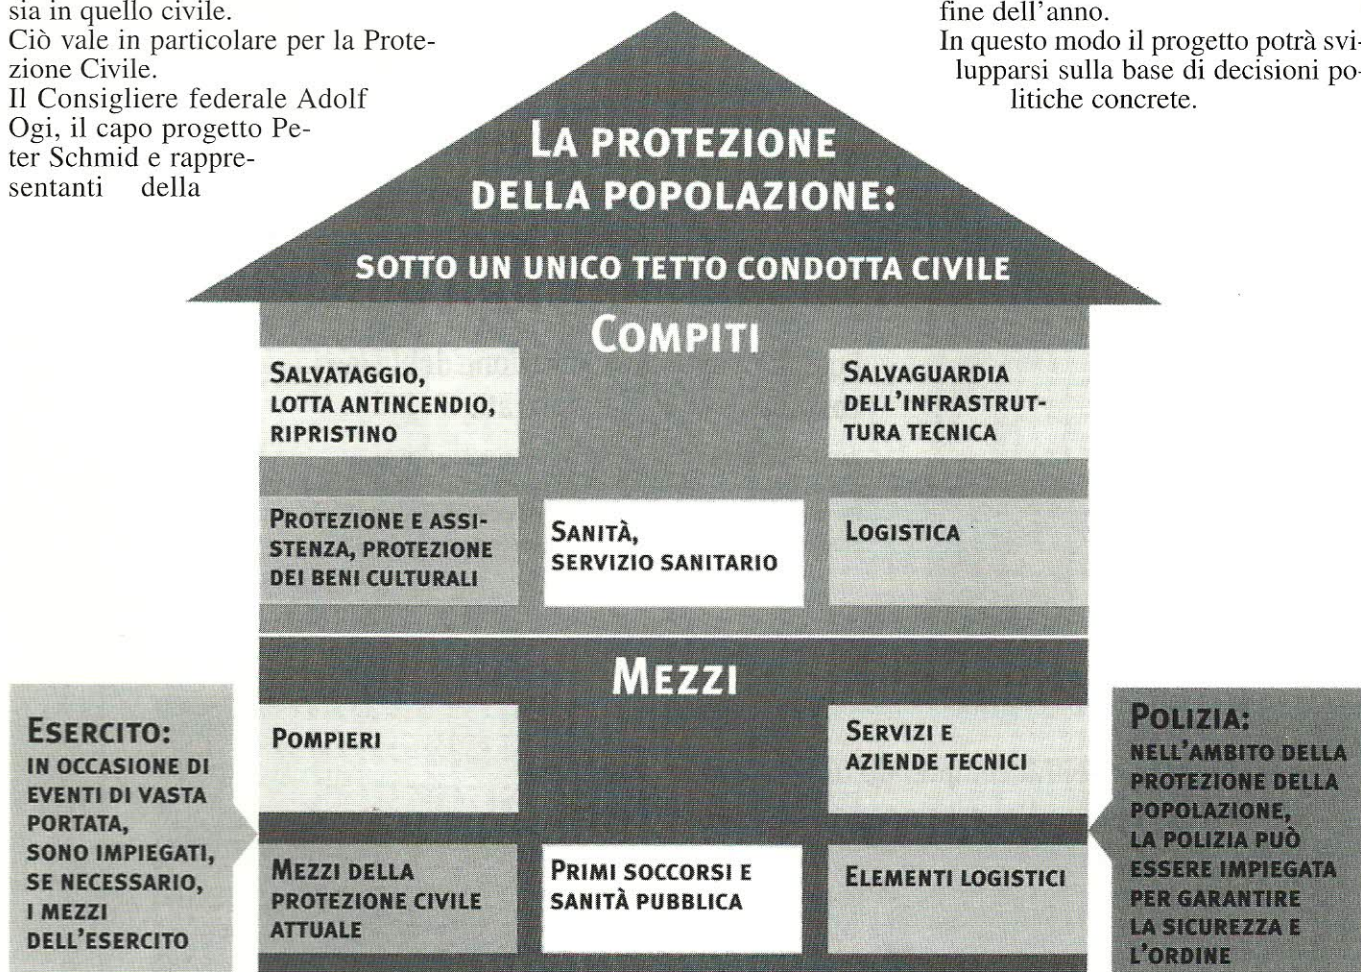 sia in quello civile.
Ciò vale in particolare per la Prote-
zione Civile.
Il Consigliere federale Adolf
Ogi, il capo progetto Pe-
ter Schmid e rappre-
sentanti della
fine dell'anno.
In questo modo il progetto potrà svi-
lupparsi sulla base di decisioni po-
litiche concrete.
LA PROTEZIONE
DELLA POPOLAZIONE:
SOTTO UN UNICO TETTO CONDOTTA CIVILE
COMPITI
SALVATAGGIO,
LOTTA ANTINCENDIO,
RIPRISTINO
SALVAGUARDIA
DELL'INFRASTRUT-
TURA TECNICA
PROTEZIONE E ASSI-
STENZA, PROTEZIONE
DEI BENI CULTURALI
SANITÀ,
SERVIZIO SANITARIO
LOGISTICA
MEZZI
POMPIERI
SERVIZI E
AZIENDE TECNICI
MEZZI DELLA
PROTEZIONE CIVILE
ATTUALE
PRIMI SOCCORSI E
SANITÀ PUBBLICA
ELEMENTI LOGISTICI
ESERCITO:
IN OCCASIONE DI
EVENTI DI VASTA
PORTATA,
SONO IMPIEGATI,
SE NECESSARIO,
I MEZZI
DELL'ESERCITO
POLIZIA:
NELL'AMBITO DELLA
PROTEZIONE DELLA
POPOLAZIONE,
LA POLIZIA PUÒ
ESSERE IMPIEGATA
PER GARANTIRE
LA SICUREZZA E
L'ORDINE